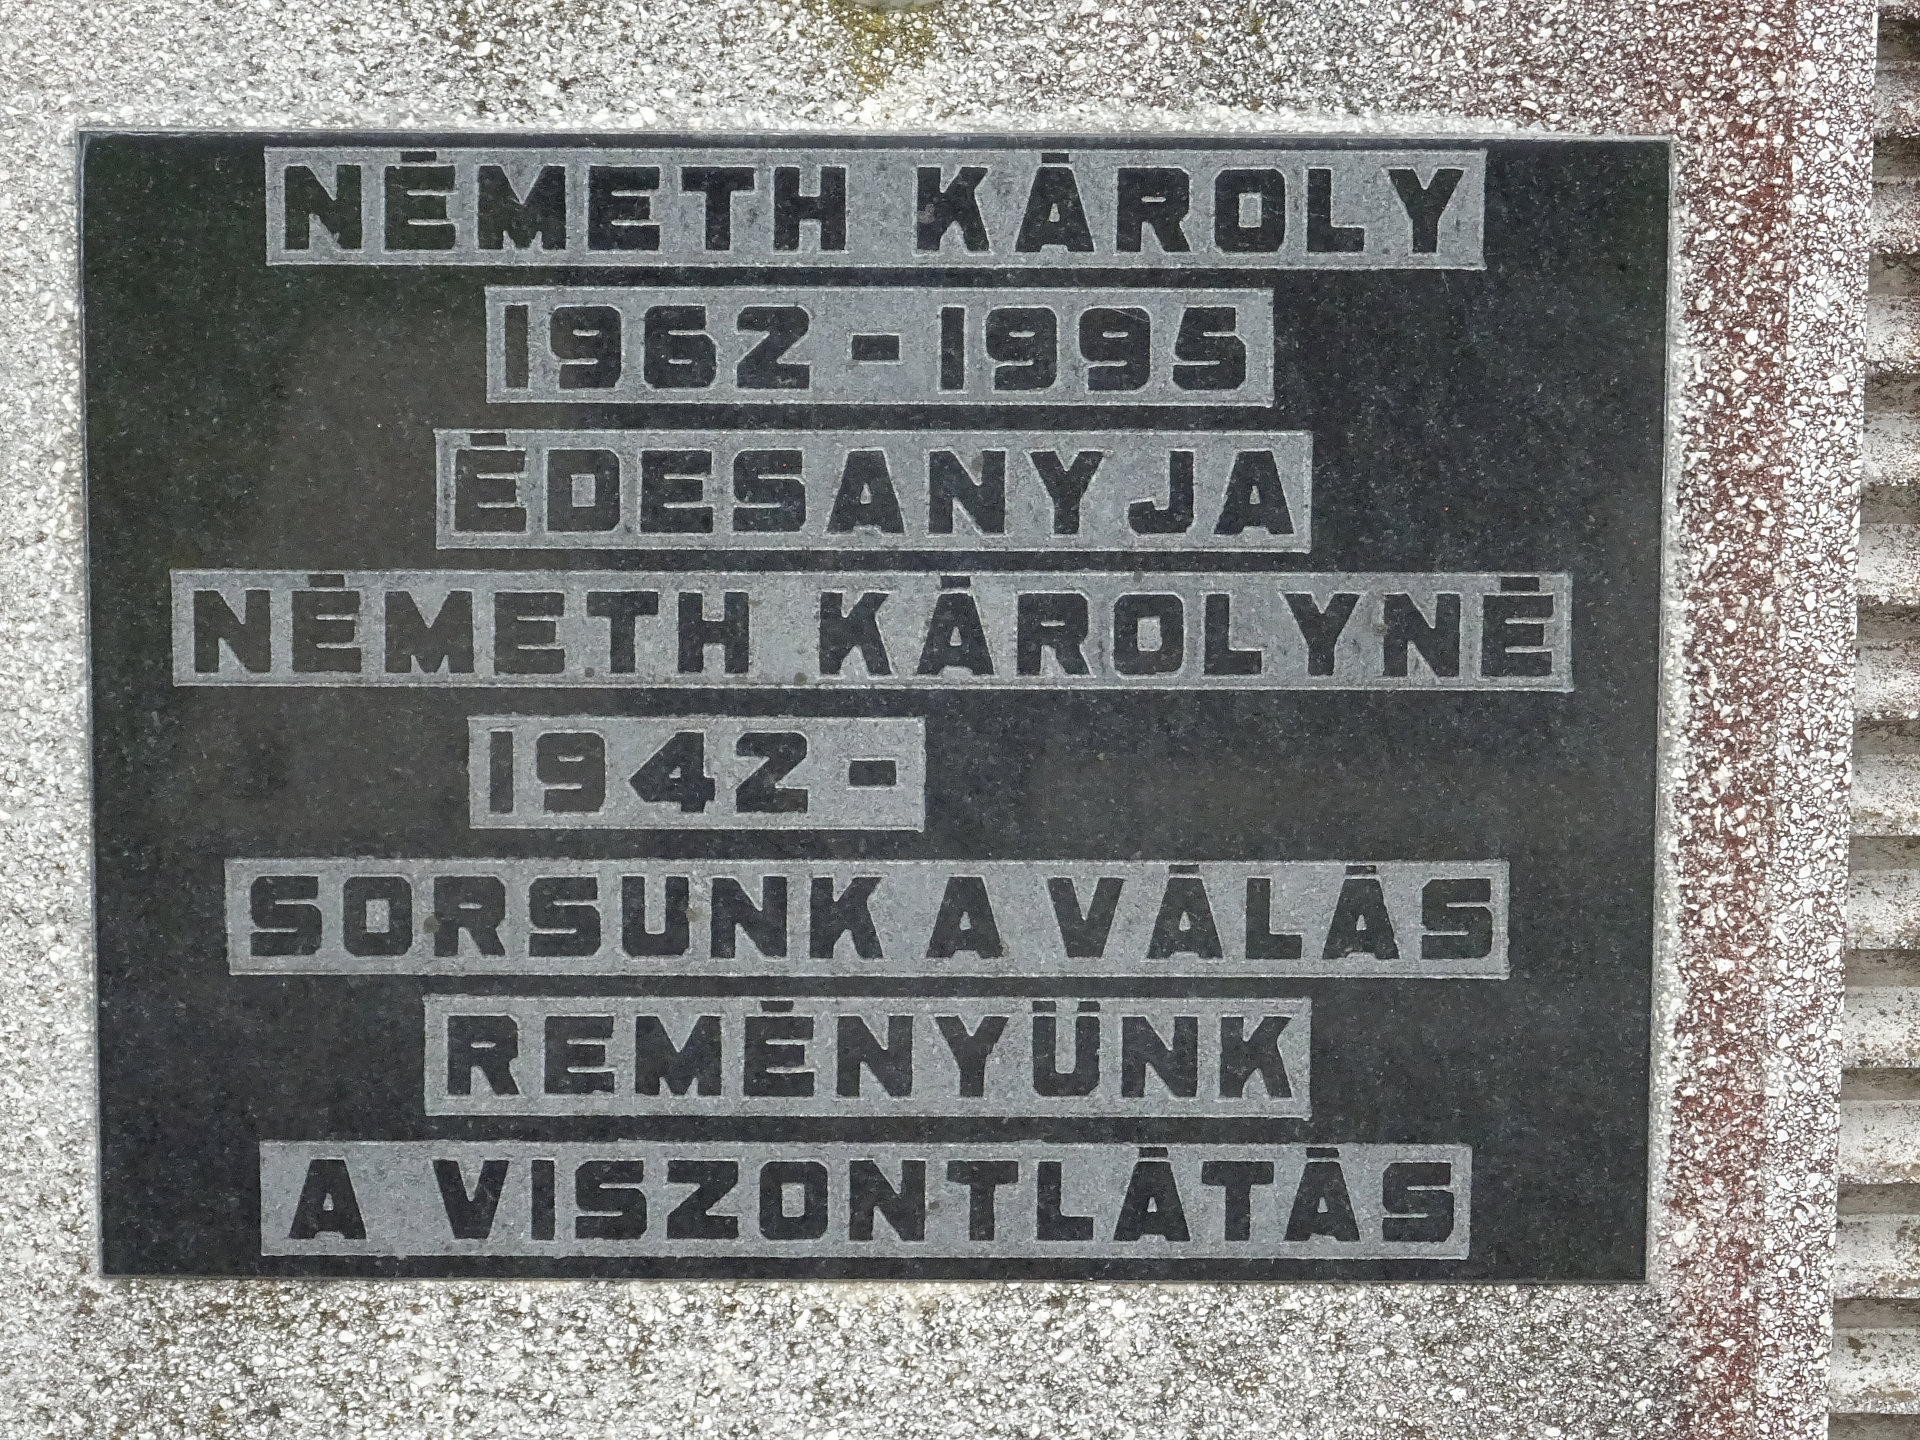 NÉMETH KÁROLY
1962 - 1995
ÉDESANYJA
NÉMETH KÁROLYNÉ
1942 -
SORSUNK A VÁLÁS
REMÉNYÜNK
A VISZONTLÁTÁS